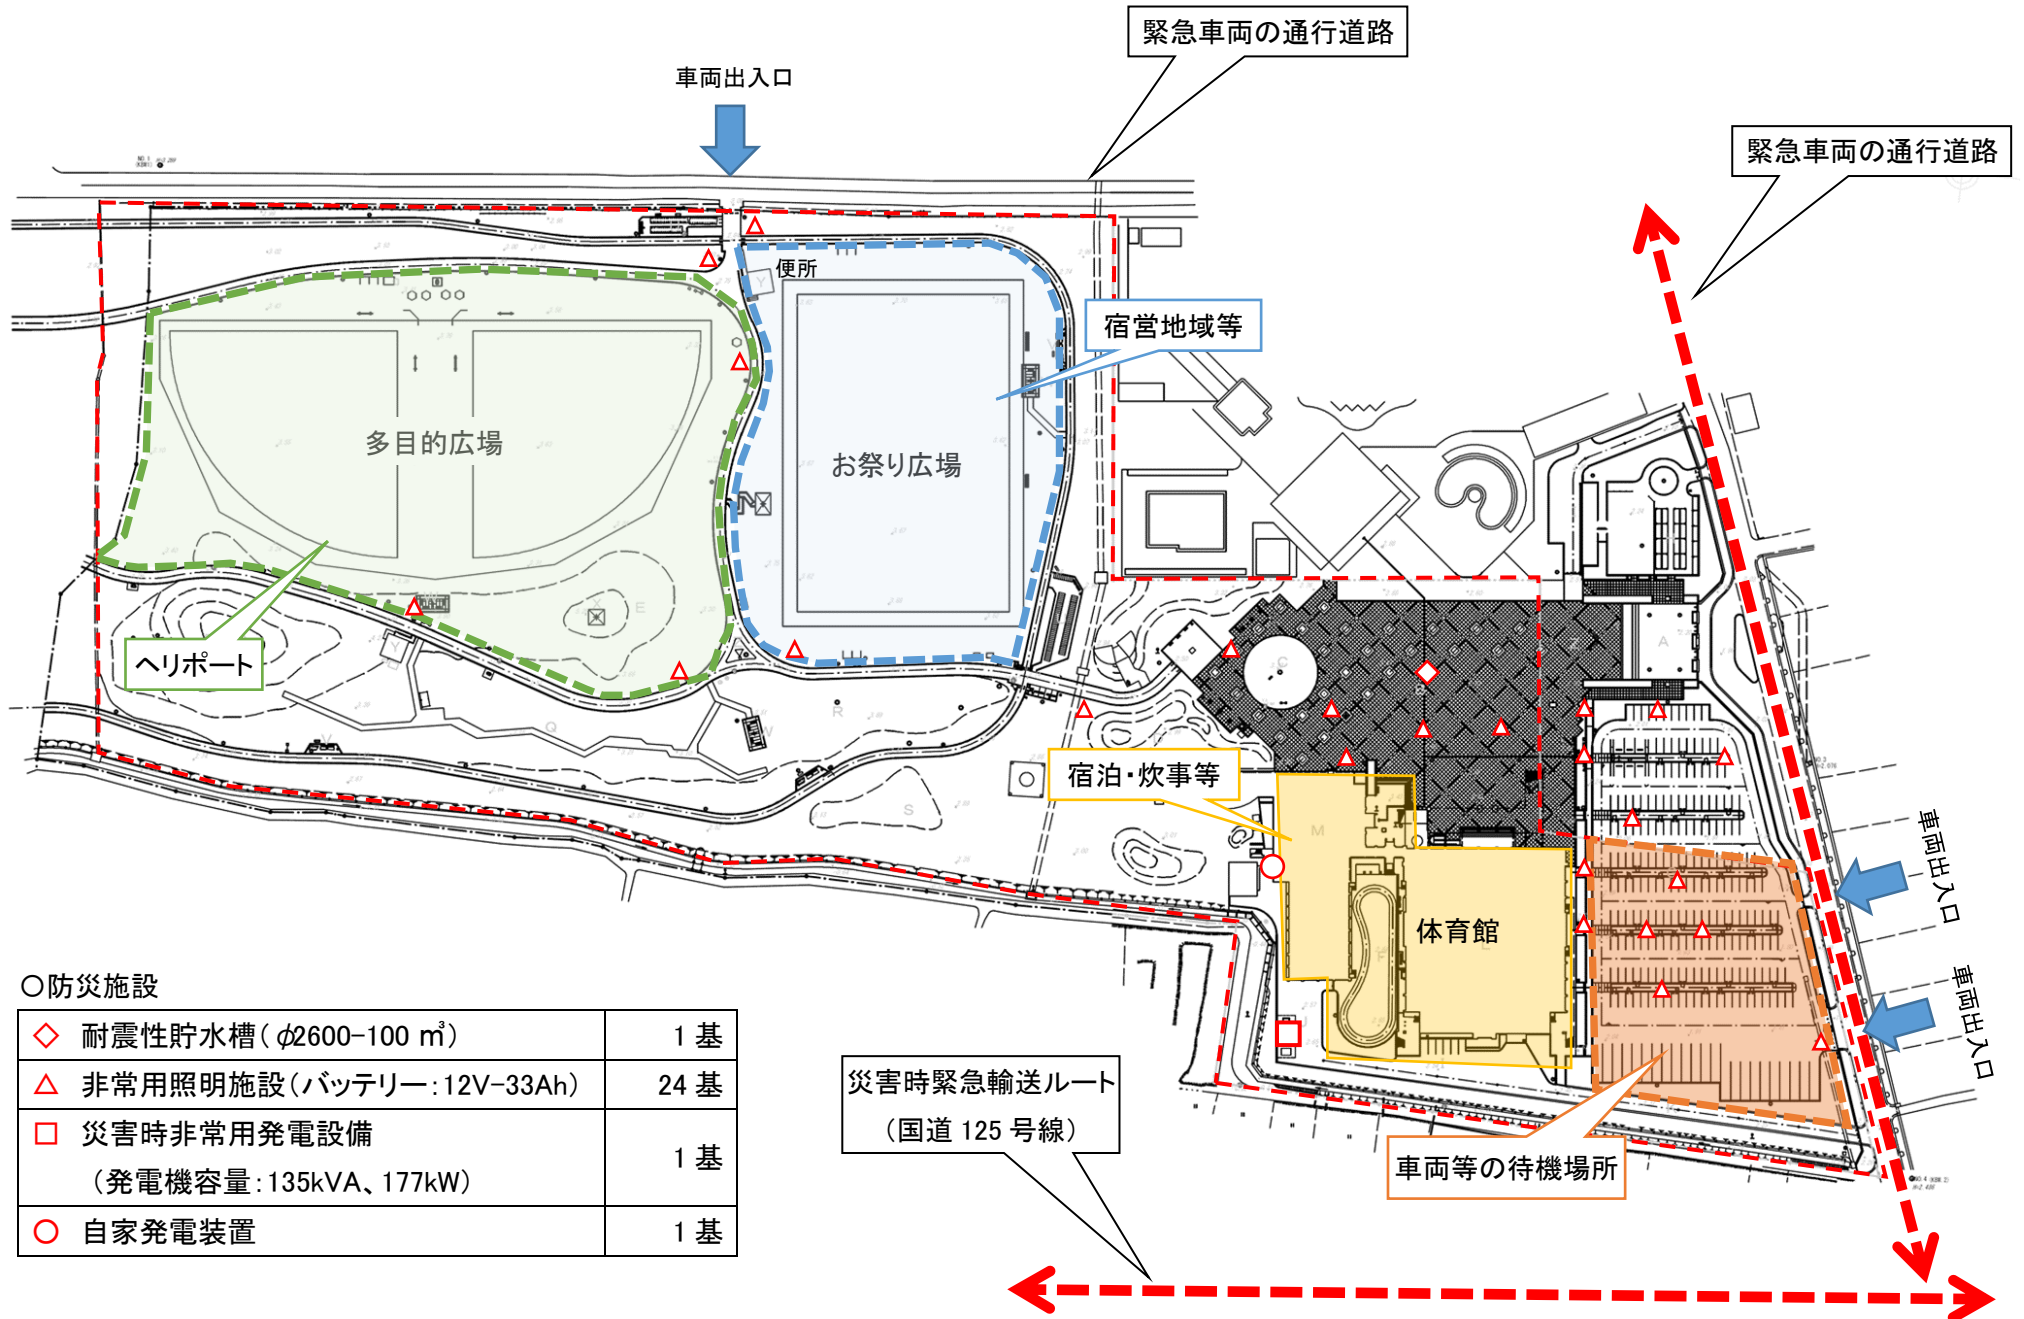 緊急車両の通行道路
車両出入口
緊急車両の通行道路
便所
宿営地域等
多目的広場
お祭り広場
ヘリポート
宿泊・炊事等
体育館
車両出入口
車両出入口
車両等の待機場所
災害時緊急輸送ルート
(国道 125 号線)
○防災施設
◇ 耐震性貯水槽(φ2600-100 ㎥) 1 基
△ 非常用照明施設(バッテリー:12V-33Ah) 24 基
□ 災害時非常用発電設備
(発電機容量:135kVA、177kW) 1 基
○ 自家発電装置 1 基
A
C
E
M
Q
R
S